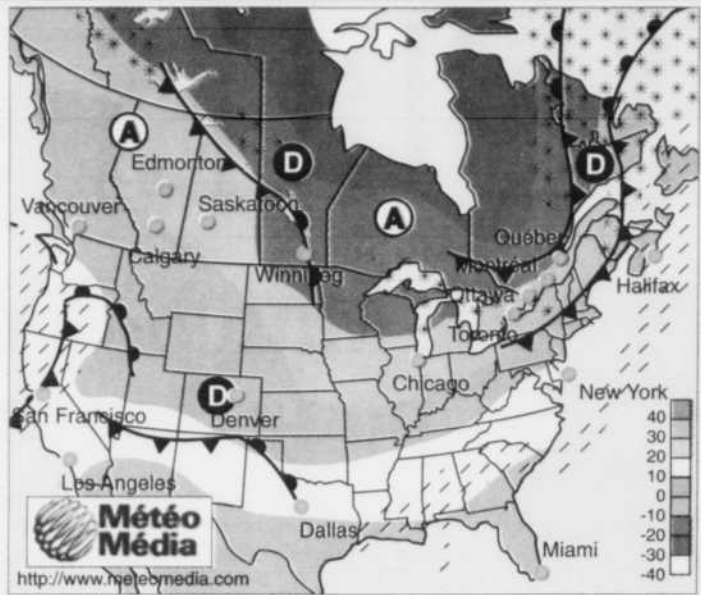 A
Edmonton
D
D
Vancouver
Saskatoon
A
Calgary
Winnipeg
Québec
Montréal
Ottawa
Halifax
Toronto
Chicago
D
San Fransisco
Denver
New York
40
30
20
10
0
-10
-20
-30
-40
Los Angeles
Dallas
Miami
Météo
Média
http://www.meteomedia.com